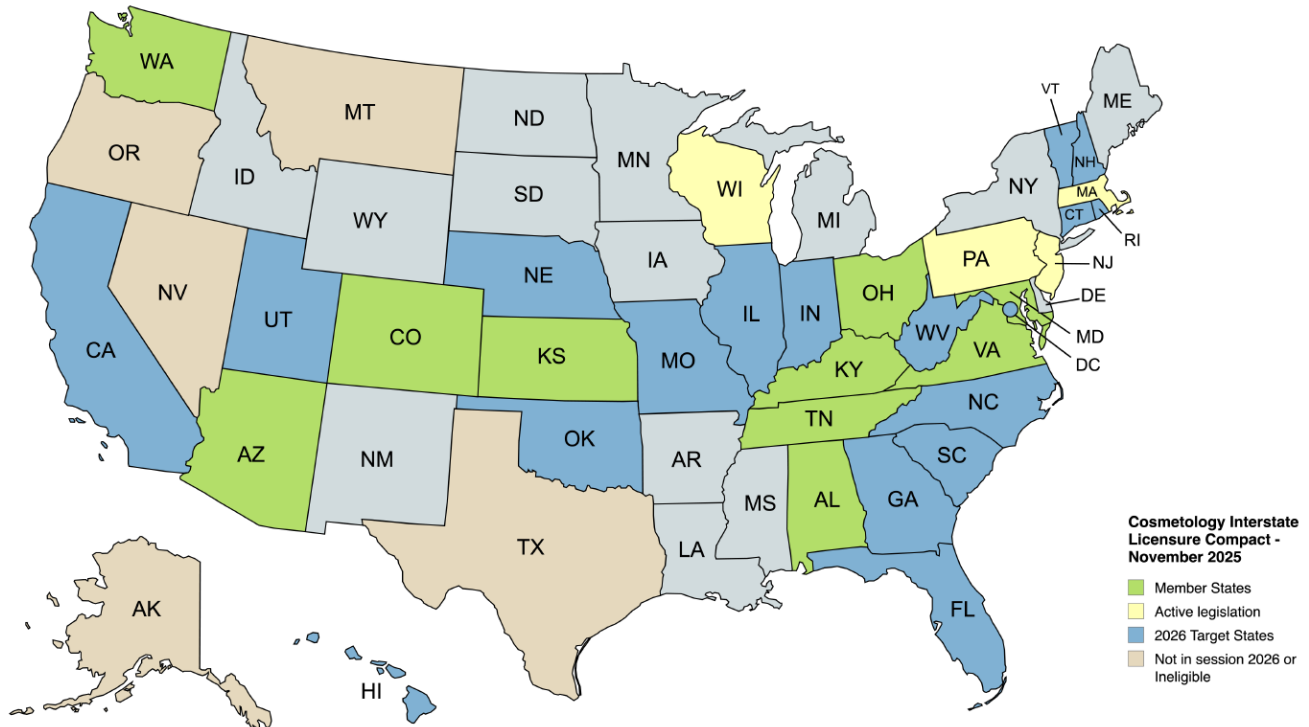 WA
MT
ND
MN
VT
ME
OR
ID
SD
WI
NH
NY
MA
WY
MI
CT
RI
IA
PA
NJ
NE
NV
UT
IL
IN
OH
DE
CA
CO
KS
MO
WV
VA
MD
DC
KY
NC
TN
AZ
NM
OK
AR
SC
MS
AL
GA
TX
LA
Cosmetology Interstate
Licensure Compact -
November 2025
Member States
Active legislation
2026 Target States
Not in session 2026 or
Ineligible
AK
FL
HI